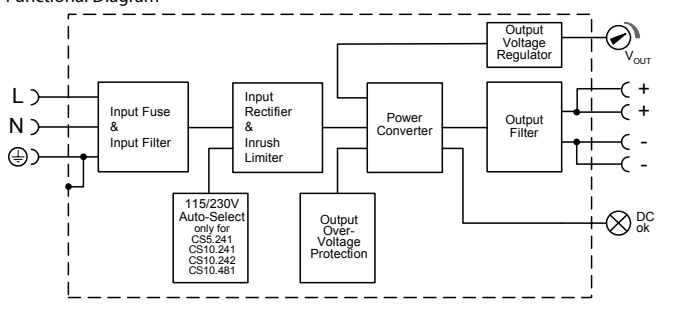 Functional Diagram
Output
Voltage
Regulator
VOUT
L
N
Input Fuse
&
Input Filter
Input
Rectifier
&
Inrush
Limiter
Power
Converter
Output
Filter
+
+
-
-
115/230V
Auto-Select
only for
CS5.241
CS10.241
CS10.242
CS10.481
Output
Over-
Voltage
Protection
DC
ok